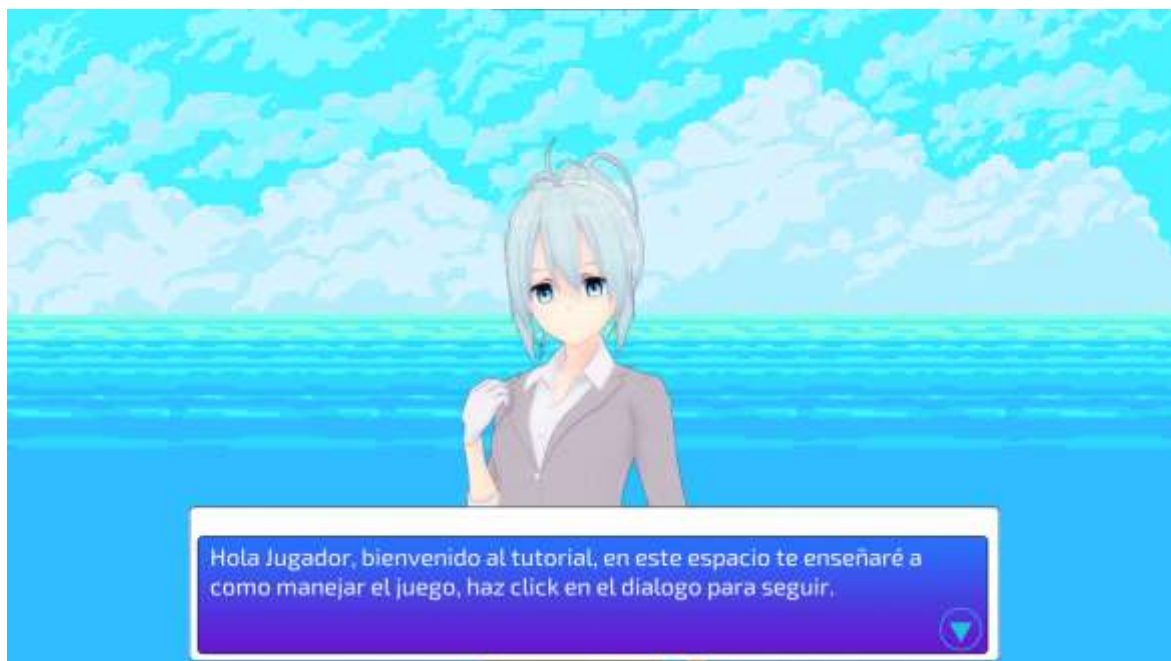 Hola Jugador, bienvenido al tutorial, en este espacio te enseñaré a
como manejar el juego, haz click en el dialogo para seguir.